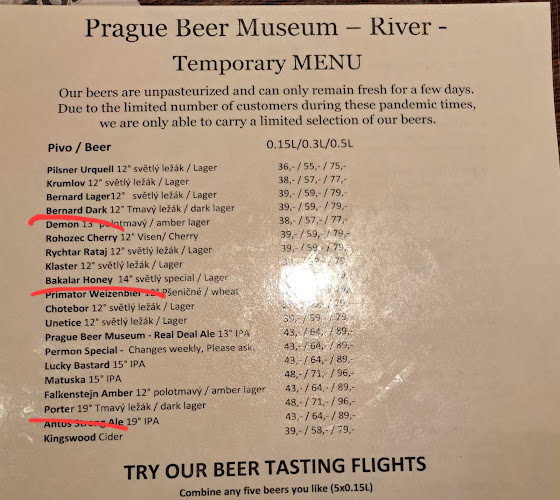 Prague Beer Museum – River -
Temporary MENU
Our beers are unpasteurized and can only remain fresh for a few days.
Due to the limited number of customers during these pandemic times,
we are only able to carry a limited selection of our beers.
Pivo / Beer 0.15L/0.3L/0.5L
Pilsner Urquell 12° světlý ležák / Lager 36,- / 55,- / 75,-
Krumlov 12° světlý ležák / Lager 38,- / 57,- / 77,-
Bernard Lager12° světlý ležák / Lager 39,- / 59,- / 79,-
Bernard Dark 12° Tmavý ležák / dark lager 39,- / 59,- / 79,-
Demon 13° polotmavý / amber lager 38,- / 57,- / 77,-
Rohozec Cherry 12° Visen/ Cherry 39,- / 59,- / 79,-
Rychtar Rataj 12° světlý ležák / Lager 39,- / 59,- / 79,-
Klaster 12° světlý ležák / Lager
Bakalar Honey 14° světlý special / Lager
Primator Weizenbier Pšeničné / wheat
Chotebor 12° světlý ležák / Lager
Unetice 12° světlý ležák / Lager
Prague Beer Museum - Real Deal Ale 13° IPA 43,- / 64,- / 89,-
Permon Special - Changes weekly, Please ask. 43,- / 64,- / 89,-
Lucky Bastard 15° IPA 43,- / 64,- / 89,-
Matuska 15° IPA 48,- / 71,- / 96,-
Falkenstejn Amber 12° polotmavý / amber lager 43,- / 64,- / 89,-
Porter 19° Tmavý ležák / dark lager 48,- / 71,- / 96,-
Antos Strong Ale 19° IPA 43,- / 64,- / 89,-
Kingswood Cider 39,- / 58,- / 79,-
TRY OUR BEER TASTING FLIGHTS
Combine any five beers you like (5x0.15L)